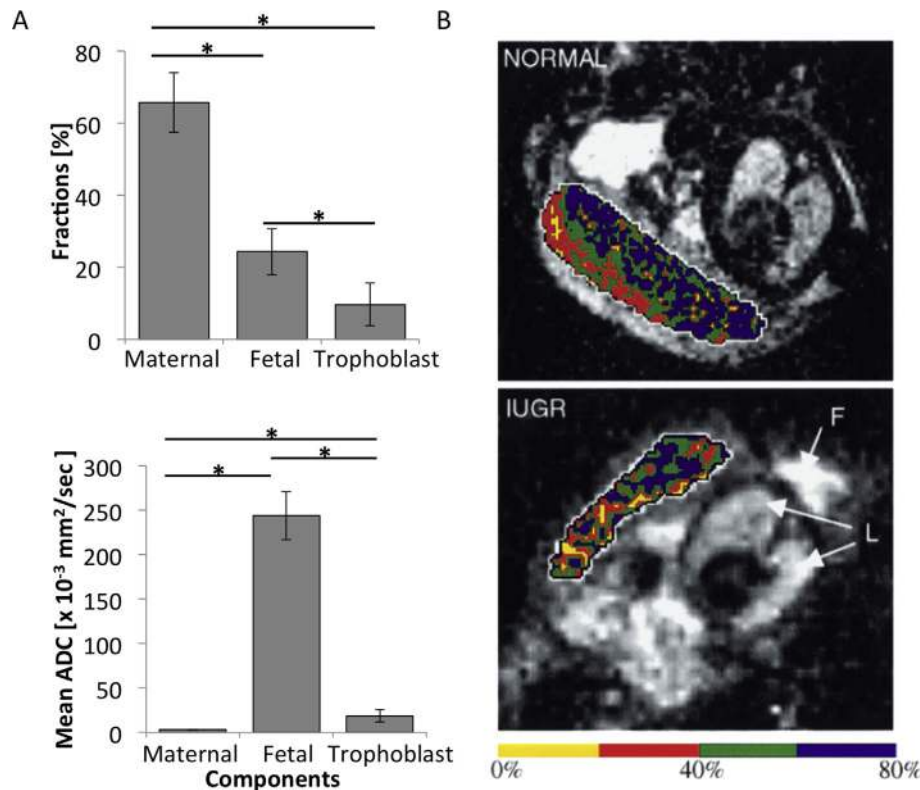 A
B
*
*
*
80
60
40
20
0
Fractions [%]
Maternal Fetal Trophoblast
*
*
*
300
250
200
150
100
50
0
Mean ADC [x 10⁻³ mm²/sec]
Maternal Fetal Trophoblast
Components
NORMAL
IUGR
F
L
0% 40% 80%